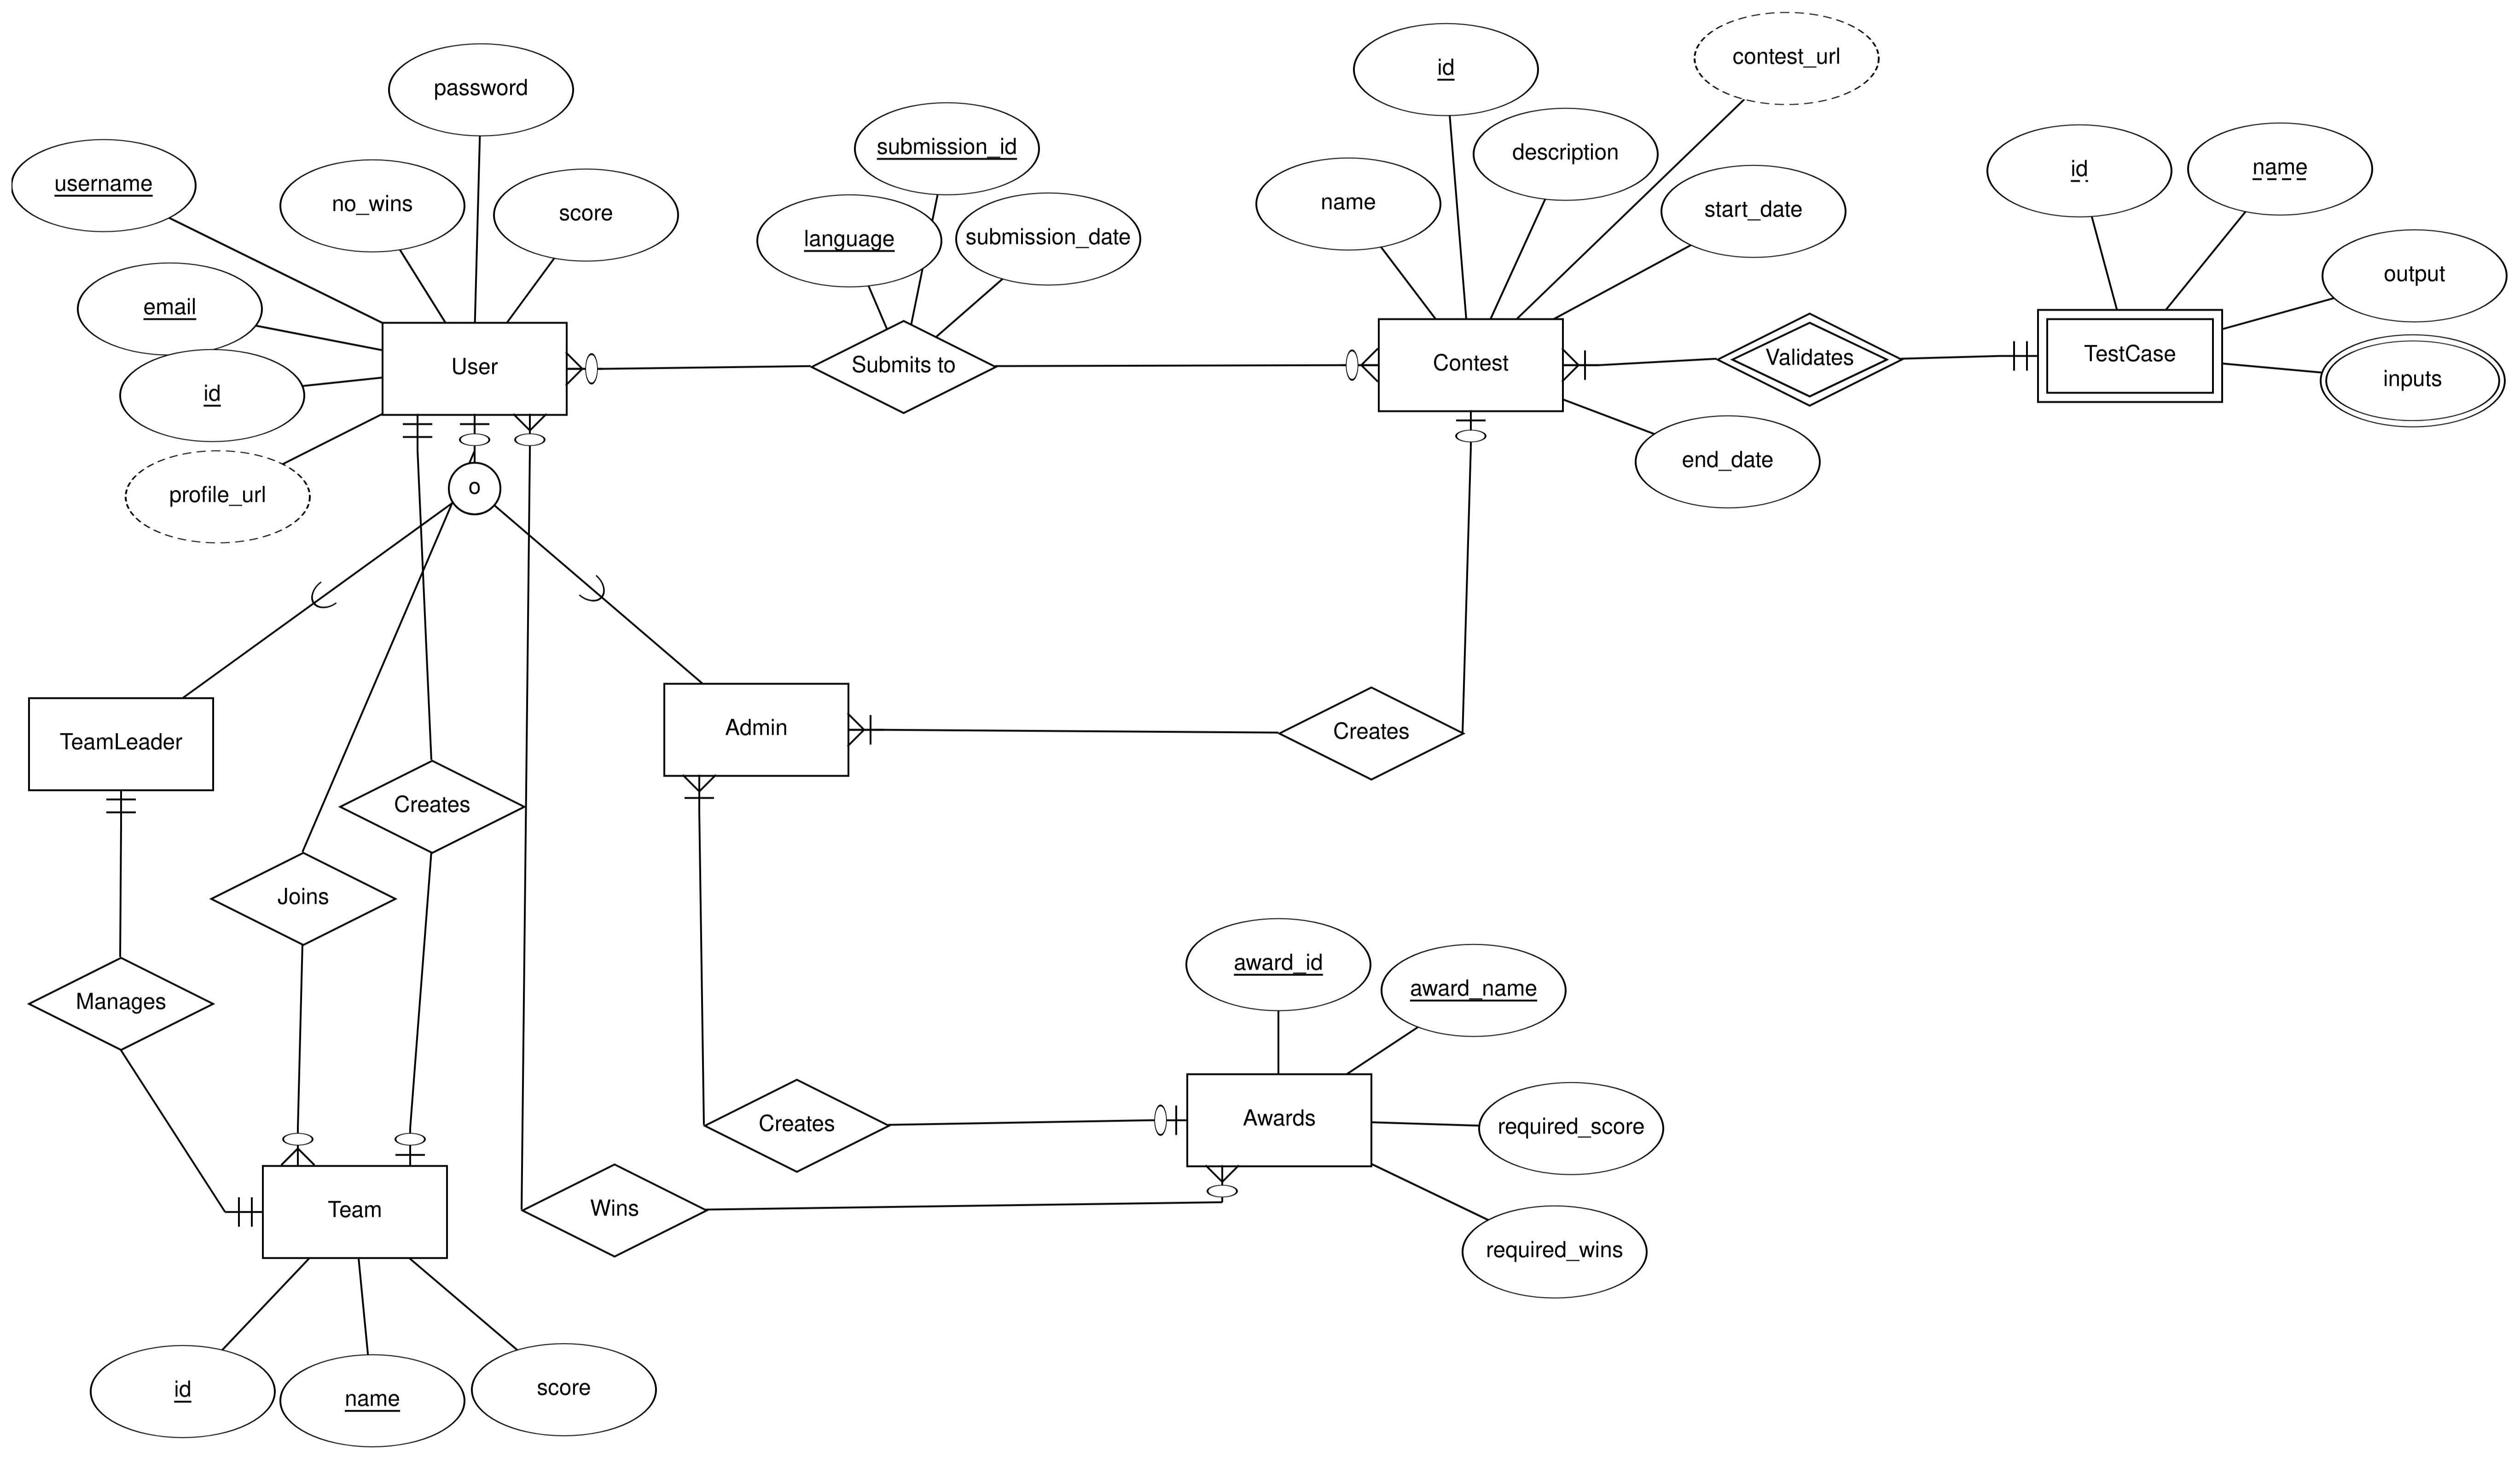 contest_url
id
password
submission_id
description
id
name
username
no_wins
score
language
submission_date
name
start_date
email
output
User
Submits to
Contest
Validates
TestCase
inputs
id
profile_url
o
end_date
TeamLeader
Admin
Creates
Creates
Joins
Manages
award_id
award_name
Creates
Awards
required_score
Team
Wins
required_wins
id
name
score